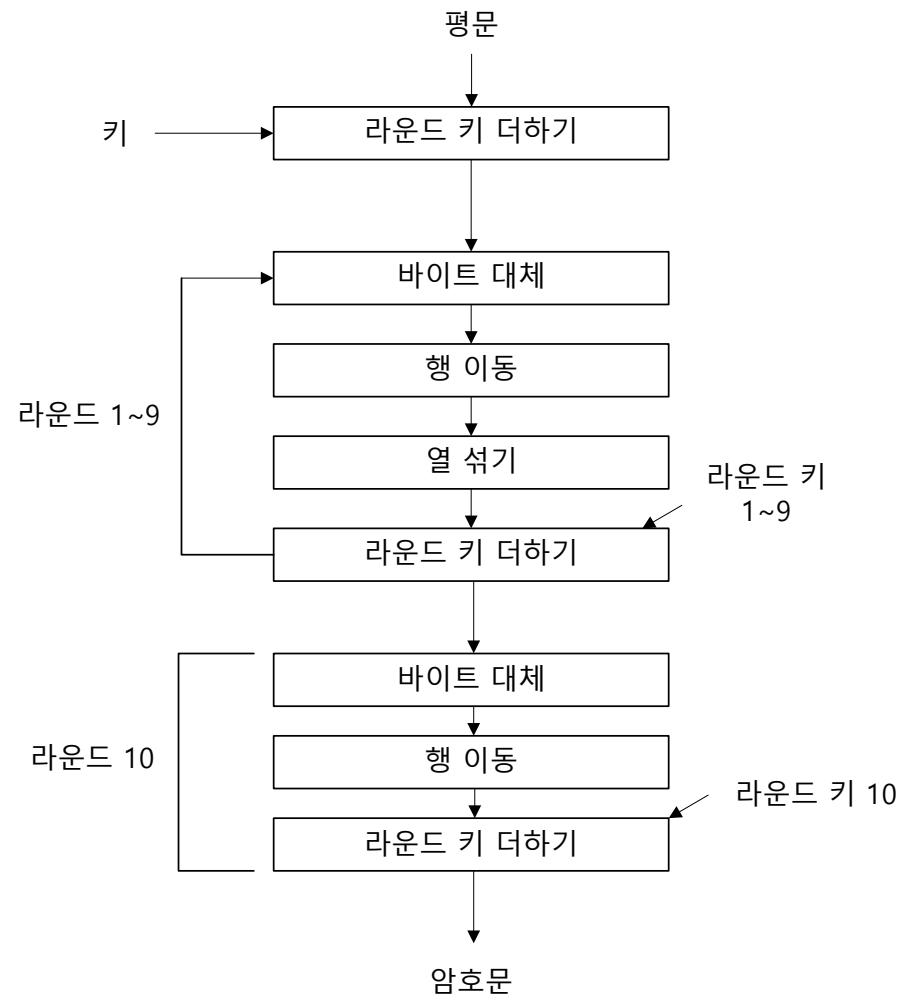 평문
키
라운드 키 더하기
바이트 대체
행 이동
라운드 1~9
열 섞기
라운드 키
1~9
라운드 키 더하기
바이트 대체
라운드 10
행 이동
라운드 키 10
라운드 키 더하기
암호문